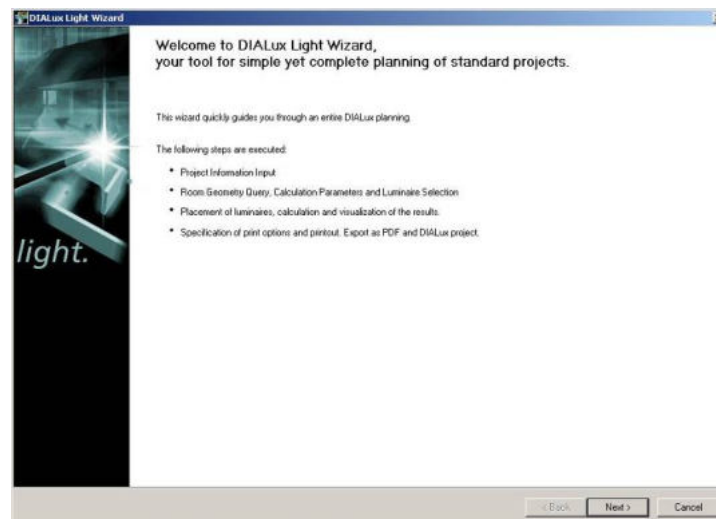 DIALux Light Wizard
Welcome to DIALux Light Wizard,
your tool for simple yet complete planning of standard projects.
This wizard quickly guides you through an entire DIALux planning.
The following steps are executed:
• Project Information Input
• Room Geometry Query, Calculation Parameters and Luminaire Selection
• Placement of luminaires, calculation and visualization of the results.
• Specification of print options and printout. Export as PDF and DIALux project.
light.
< Back Next > Cancel